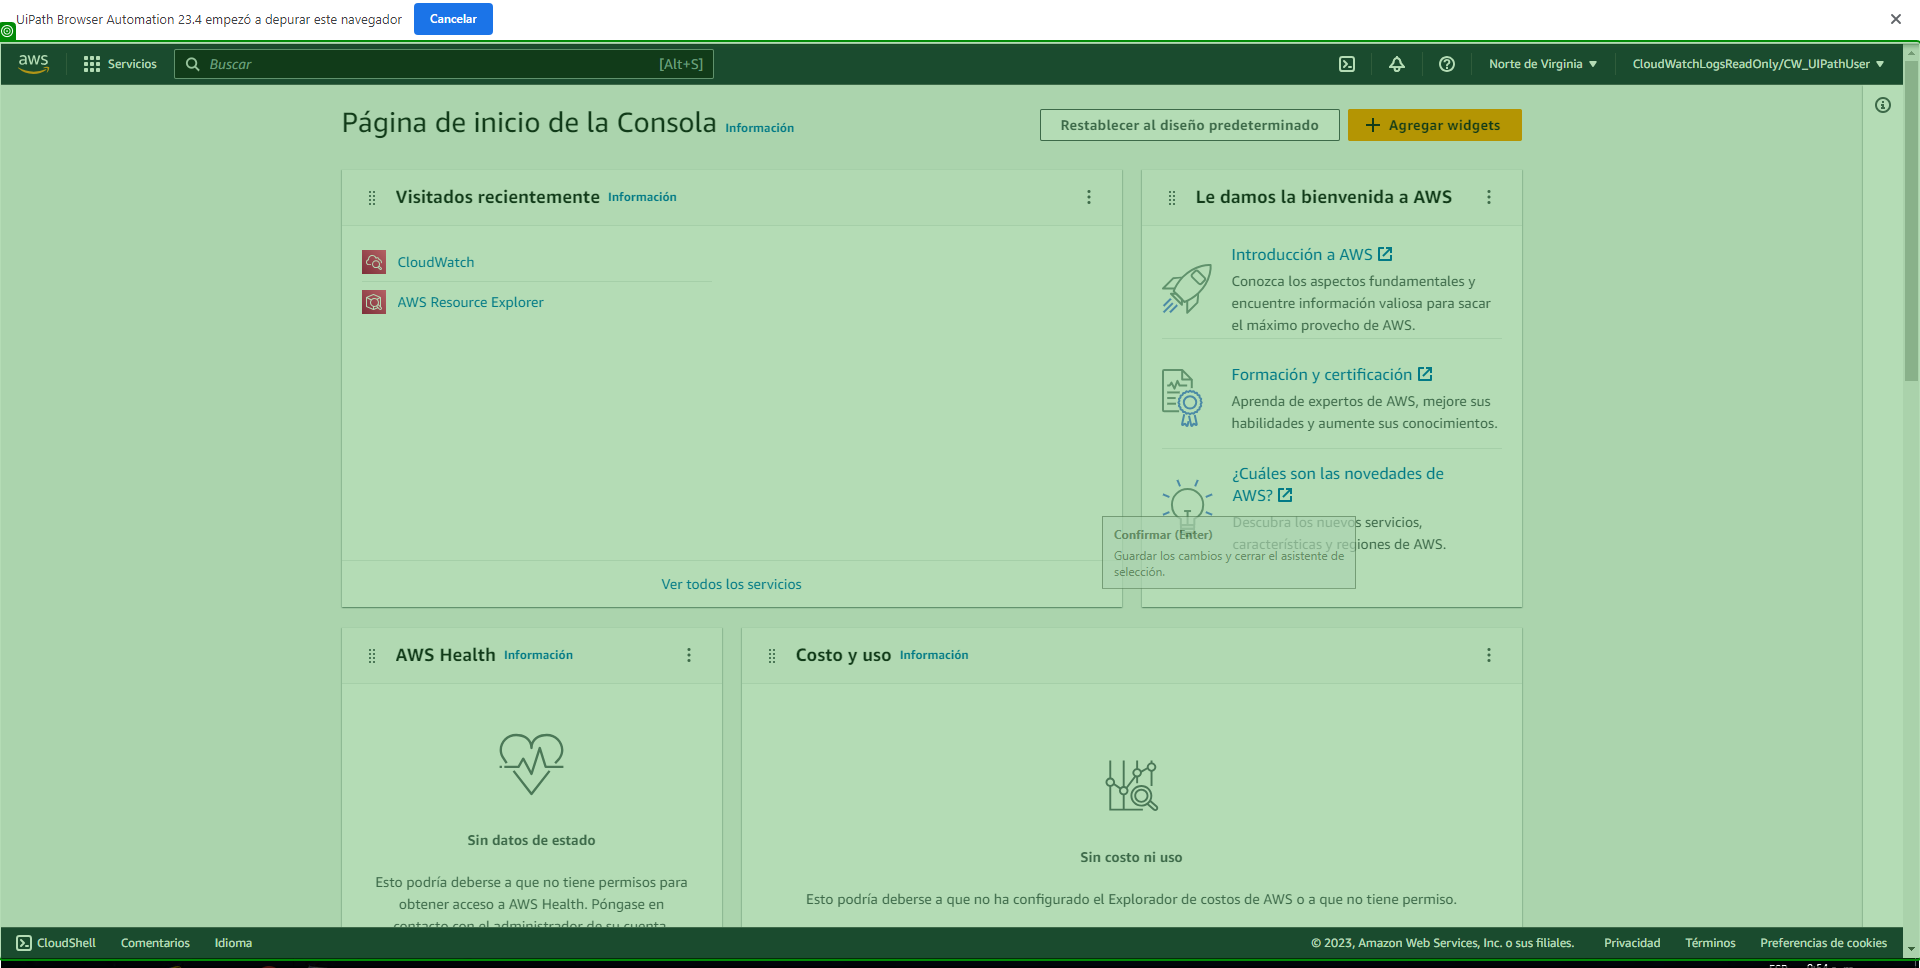 UiPath Browser Automation 23.4 empezó a depurar este navegador
Cancelar
aws
Servicios
Buscar
[Alt+S]
Norte de Virginia
CloudWatchLogsReadOnly/CW_UIPathUser
Página de inicio de la Consola
Información
Restablecer al diseño predeterminado
Agregar widgets
Visitados recientemente
Información
CloudWatch
AWS Resource Explorer
Ver todos los servicios
Le damos la bienvenida a AWS
Introducción a AWS
Conozca los aspectos fundamentales y
encuentre información valiosa para sacar
el máximo provecho de AWS.
Formación y certificación
Aprenda de expertos de AWS, mejore sus
habilidades y aumente sus conocimientos.
¿Cuáles son las novedades de
AWS?
Descubra los nuevos servicios,
características y regiones de AWS.
Confirmar (Enter)
Guardar los cambios y cerrar el asistente de
selección.
AWS Health
Información
Sin datos de estado
Esto podría deberse a que no tiene permisos para
obtener acceso a AWS Health. Póngase en
contacto con el administrador de su cuenta
Costo y uso
Información
Sin costo ni uso
Esto podría deberse a que no ha configurado el Explorador de costos de AWS o a que no tiene permiso.
CloudShell
Comentarios
Idioma
© 2023, Amazon Web Services, Inc. o sus filiales.
Privacidad
Términos
Preferencias de cookies